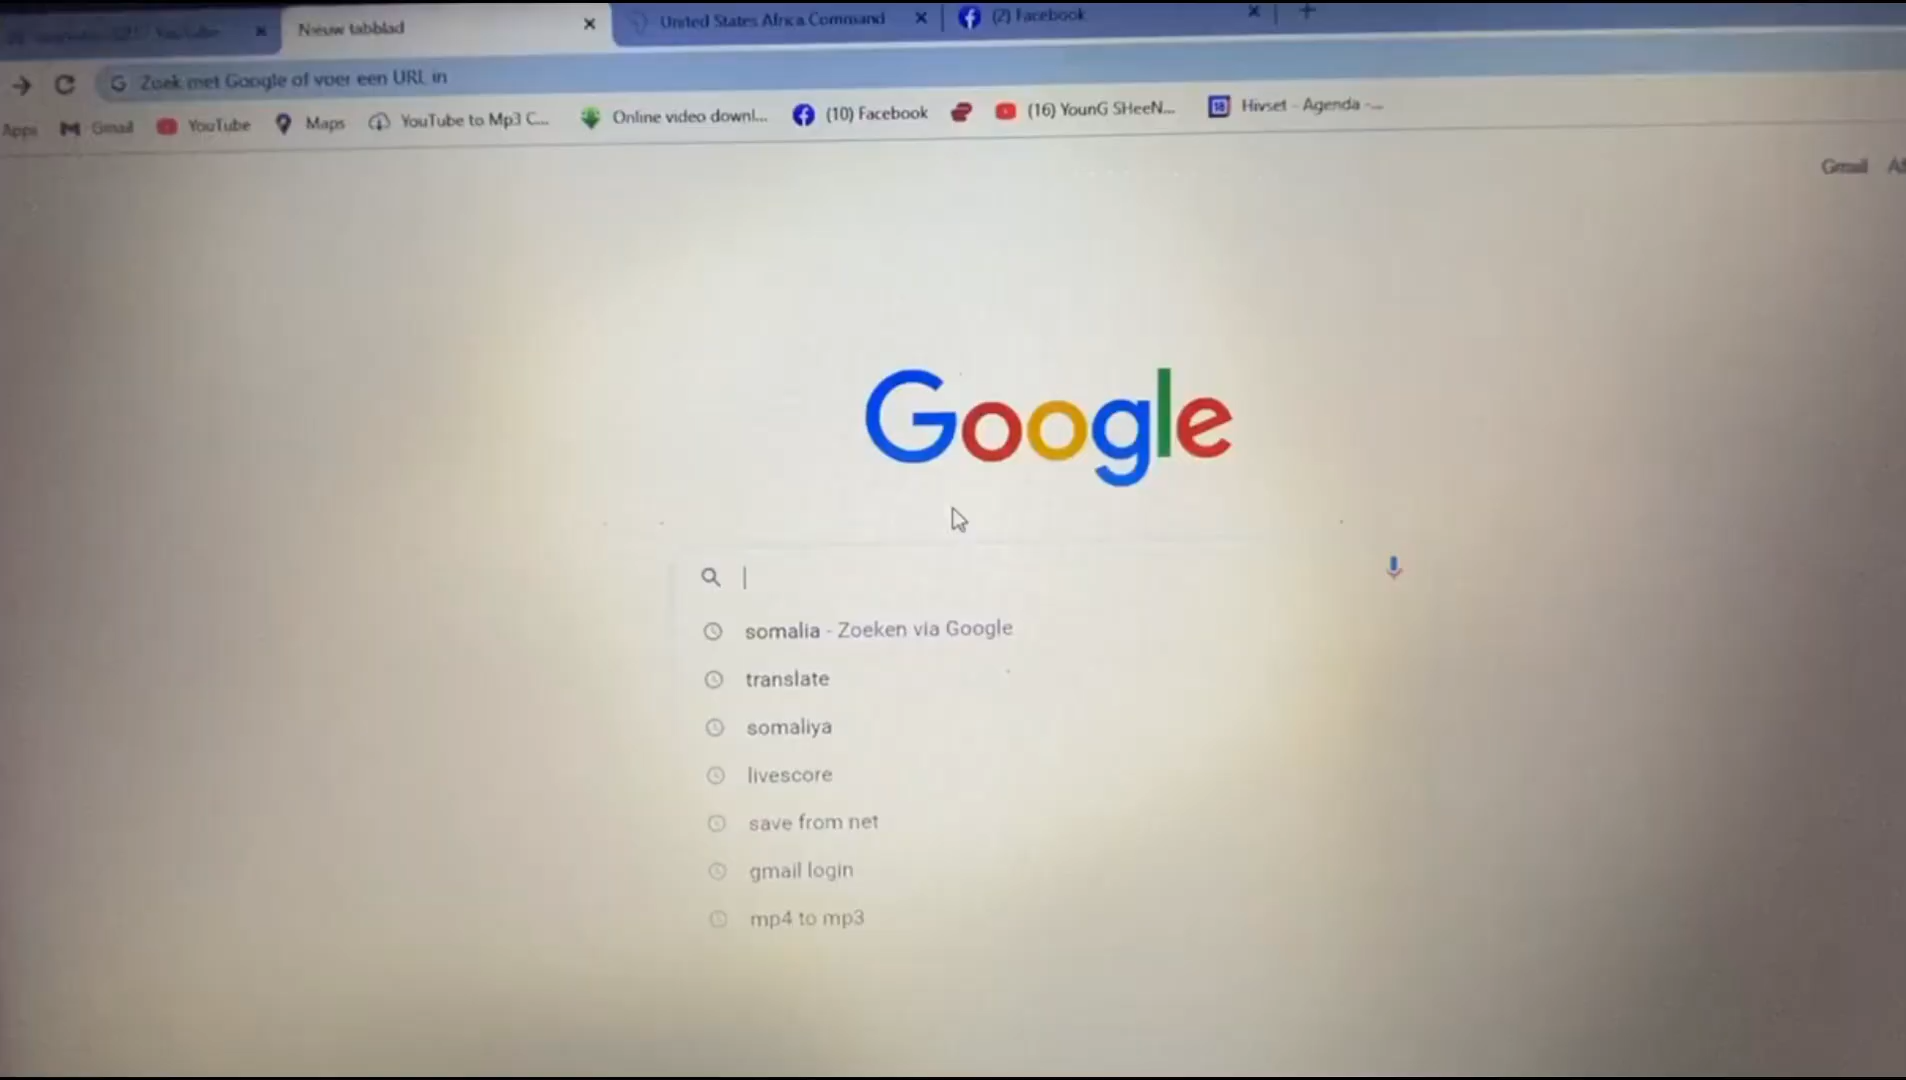 YouTube
Nieuw tabblad
United States Africa Command
(2) Facebook
Zoek met Google of voer een URL in
Apps
Gmail
YouTube
Maps
YouTube to Mp3 C...
Online video downl...
(10) Facebook
(16) YounG SHeeN...
18
Hivset - Agenda -...
Gmail
Google
somalia - Zoeken via Google
translate
somaliya
livescore
save from net
gmail login
mp4 to mp3